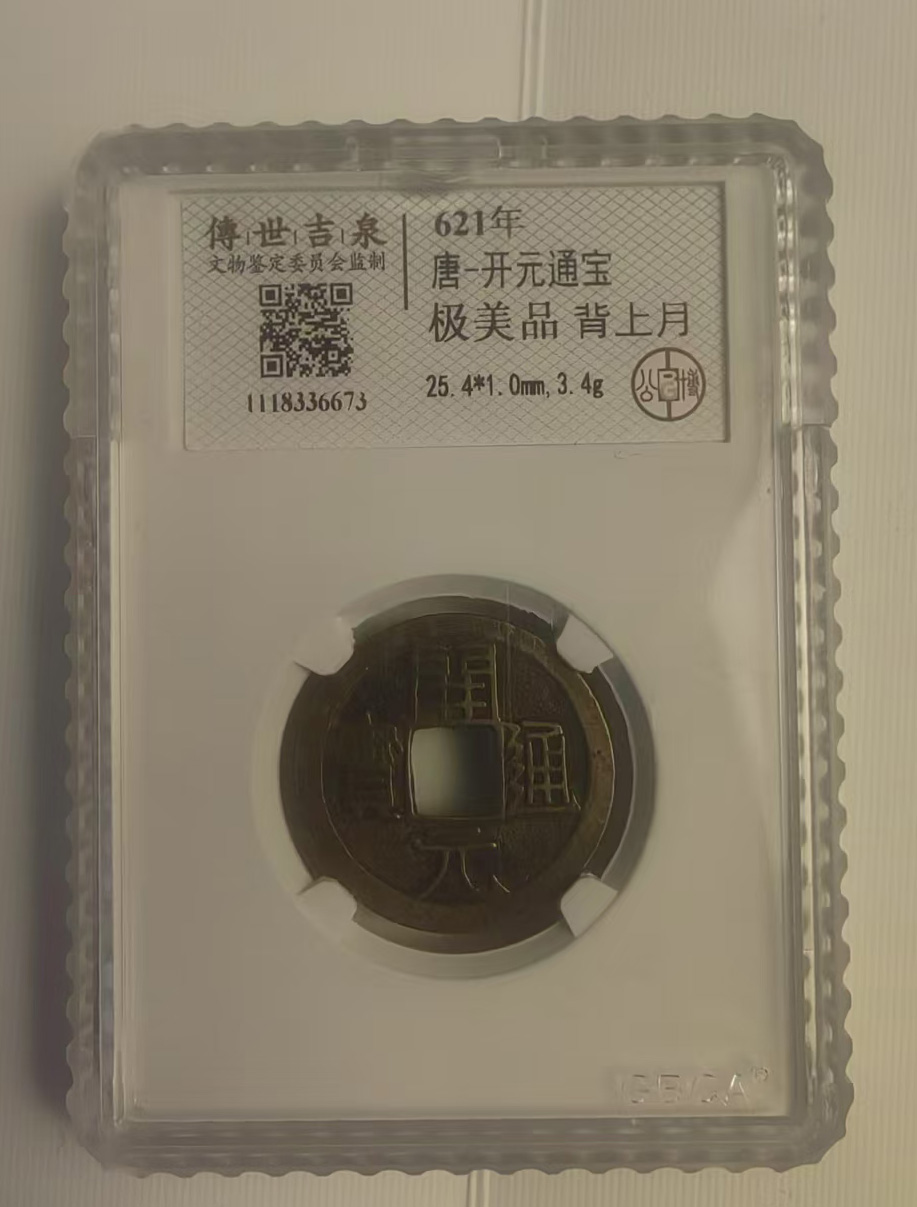 傳世吉泉
文物鉴定委员会监制
1118336673
621年
唐-开元通宝
极美品 背上月
25.4*1.0mm, 3.4g
公博
開元通寶
GBCA®